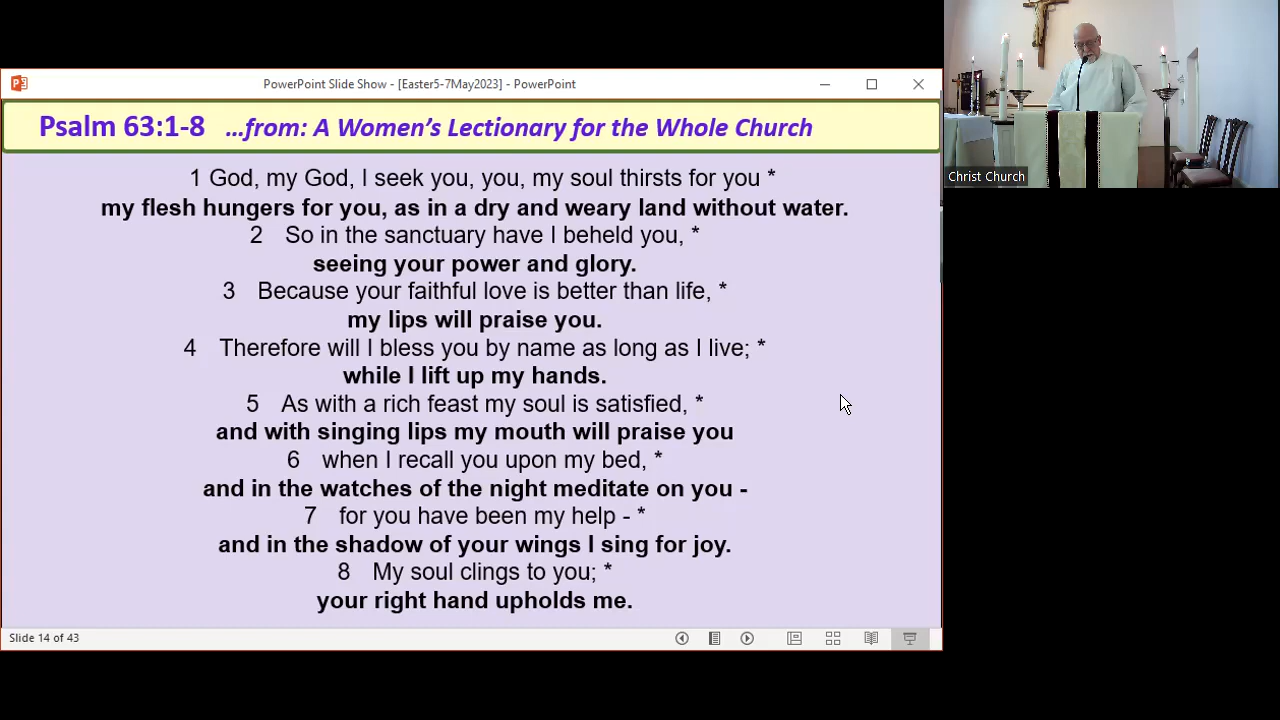 PowerPoint Slide Show - [Easter5-7May2023] - PowerPoint
Psalm 63:1-8 ...from: A Women's Lectionary for the Whole Church
1 God, my God, I seek you, you, my soul thirsts for you *
my flesh hungers for you, as in a dry and weary land without water.
2 So in the sanctuary have I beheld you, *
seeing your power and glory.
3 Because your faithful love is better than life, *
my lips will praise you.
4 Therefore will I bless you by name as long as I live; *
while I lift up my hands.
5 As with a rich feast my soul is satisfied, *
and with singing lips my mouth will praise you
6 when I recall you upon my bed, *
and in the watches of the night meditate on you -
7 for you have been my help - *
and in the shadow of your wings I sing for joy.
8 My soul clings to you; *
your right hand upholds me.
Slide 14 of 43
Christ Church